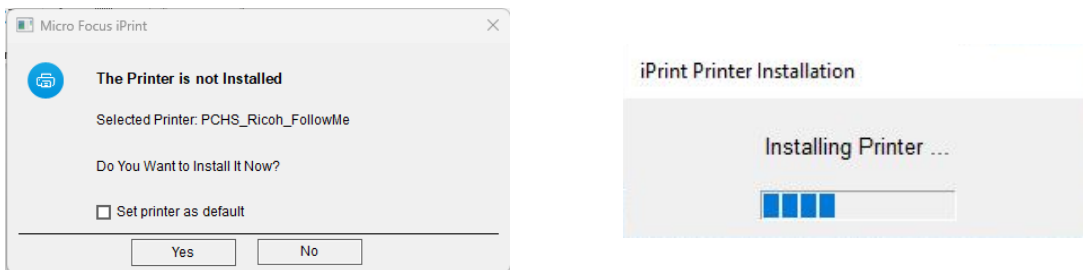 Micro Focus iPrint
The Printer is not Installed
Selected Printer: PCHS_Ricoh_FollowMe
Do You Want to Install It Now?
Set printer as default
Yes
No
iPrint Printer Installation
Installing Printer ...